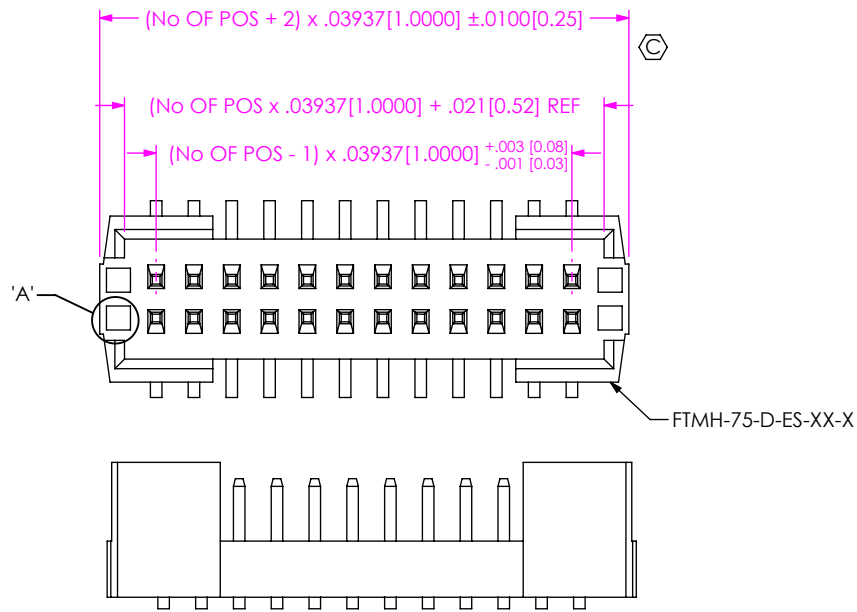 (No OF POS + 2) x .03937[1.0000] ±.0100[0.25]
C
(No OF POS x .03937[1.0000] + .021[0.52] REF
(No OF POS - 1) x .03937[1.0000] +.003 [0.08]
- .001 [0.03]
'A'
FTMH-75-D-ES-XX-X